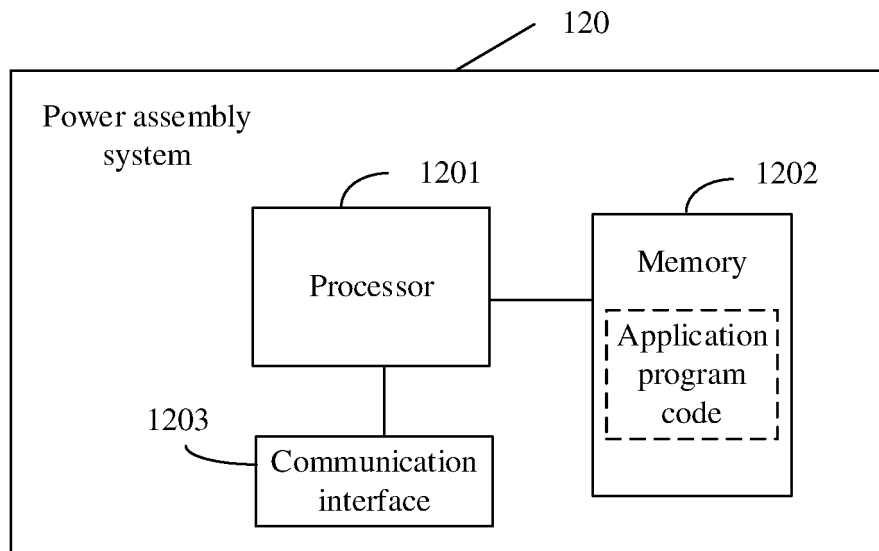 120
Power assembly
system
1201
1202
Processor
Memory
Application
program
code
1203
Communication
interface